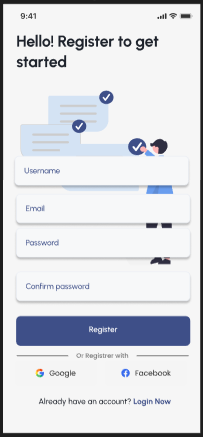 9:41
Hello! Register to get
started
Username
Email
Password
Confirm password
Register
Or Registrer with
Google
Facebook
Already have an account? Login Now